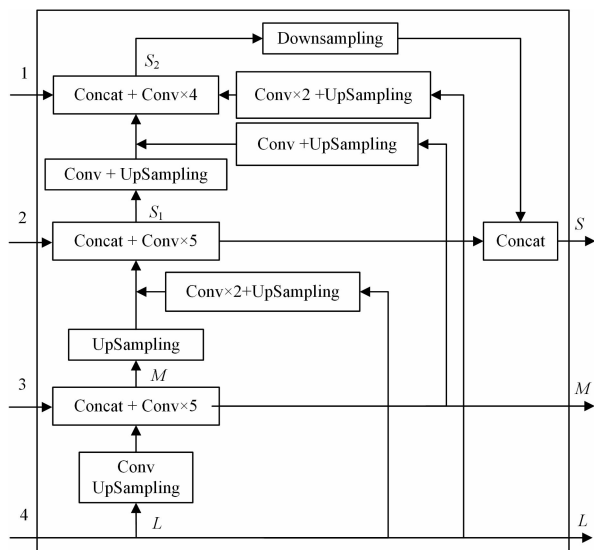 Downsampling
S2
1
Concat + Conv×4
Conv×2 +UpSampling
Conv +UpSampling
Conv + UpSampling
S1
2
Concat + Conv×5
Concat
S
Conv×2+UpSampling
UpSampling
M
3
Concat + Conv×5
M
Conv
UpSampling
4
L
L